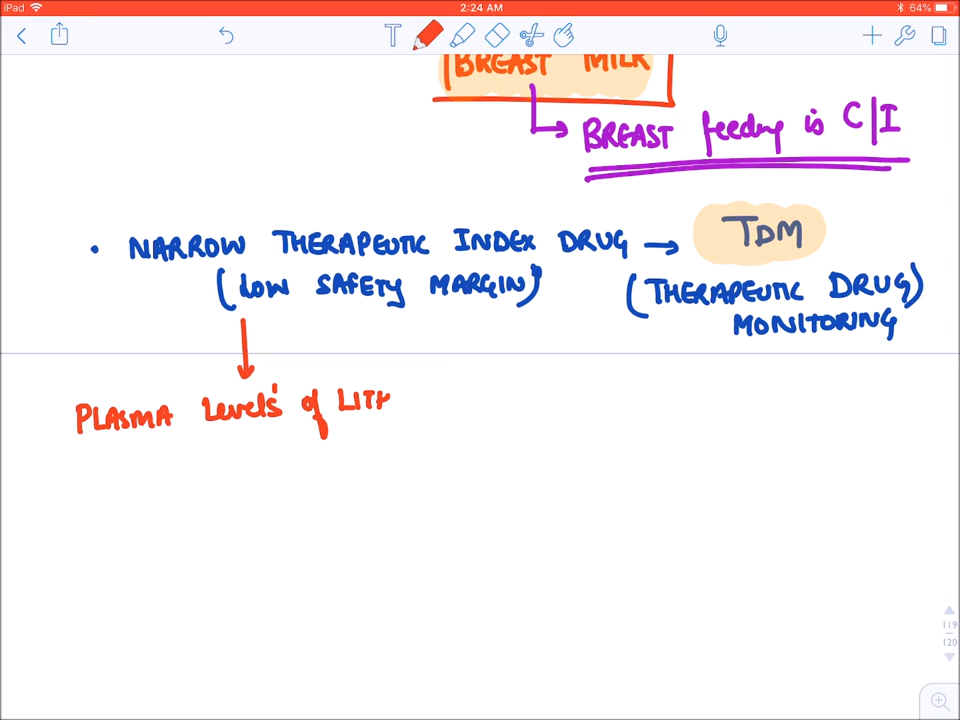 iPad 2:24 AM 64%
T
BREAST MILK
BREAST feeding is C/I
• NARROW THERAPEUTIC INDEX DRUG → TDM
(LOW SAFETY MARGIN) (THERAPEUTIC DRUG)
MONITORING
PLASMA Levels of LITH
119
120